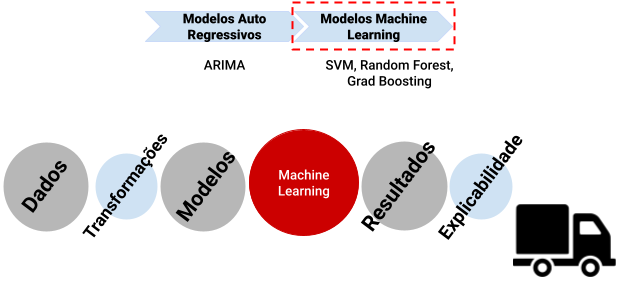 Modelos Auto
Regressivos
Modelos Machine
Learning
ARIMA
SVM, Random Forest,
Grad Boosting
Dados
Transformações
Modelos
Machine
Learning
Resultados
Explicabilidade